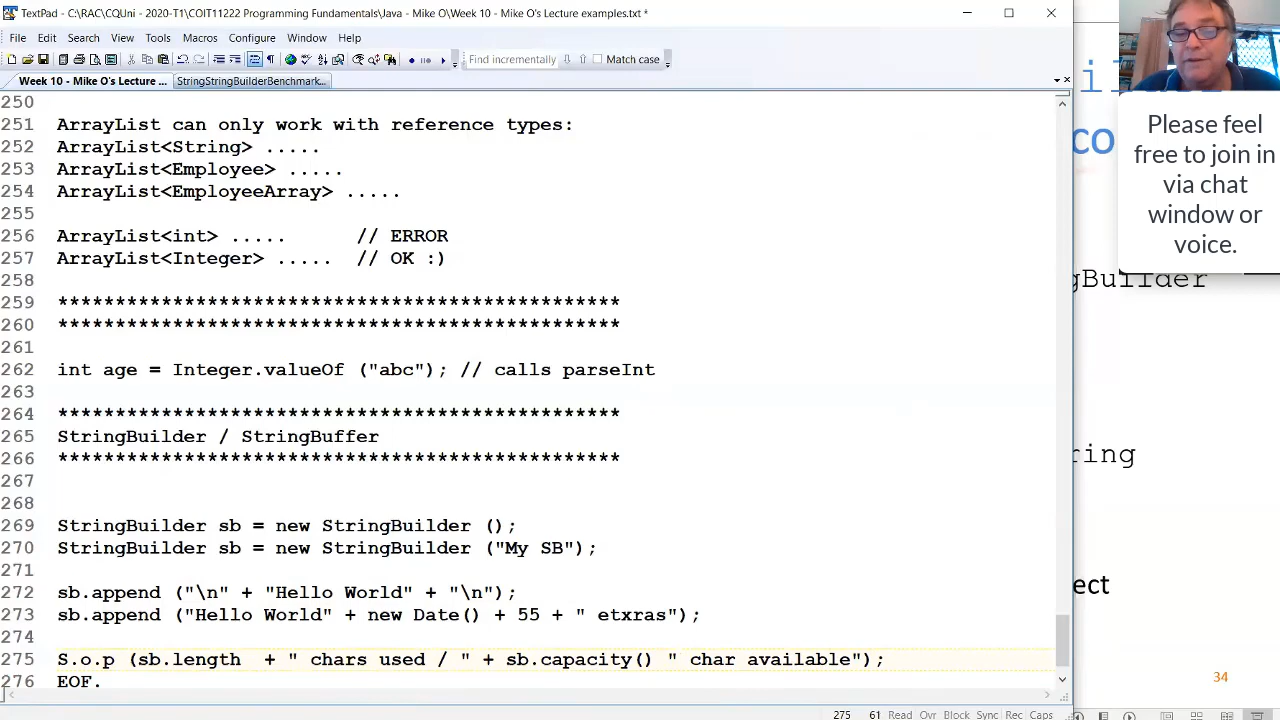 TextPad - C:\RAC\CQUni - 2020-T1\COIT11222 Programming Fundamentals\Java - Mike O\Week 10 - Mike O's Lecture examples.txt *
File Edit Search View Tools Macros Configure Window Help
Find incrementally Match case
Week 10 - Mike O's Lecture ... StringStringBuilderBenchmark...
250
251 ArrayList can only work with reference types:
252 ArrayList<String> .....
253 ArrayList<Employee> .....
254 ArrayList<EmployeeArray> .....
255
256 ArrayList<int> ..... // ERROR
257 ArrayList<Integer> ..... // OK :)
258
259 *************************************************
260 *************************************************
261
262 int age = Integer.valueOf ("abc"); // calls parseInt
263
264 *************************************************
265 StringBuilder / StringBuffer
266 *************************************************
267
268
269 StringBuilder sb = new StringBuilder ();
270 StringBuilder sb = new StringBuilder ("My SB");
271
272 sb.append ("\n" + "Hello World" + "\n");
273 sb.append ("Hello World" + new Date() + 55 + " etxras");
274
275 S.o.p (sb.length + " chars used / " + sb.capacity() " char available");
276 EOF.
275 61 Read Ovr Block Sync Rec Caps
Please feel
free to join in
via chat
window or
voice.
co
gBuilder
ring
ect
34